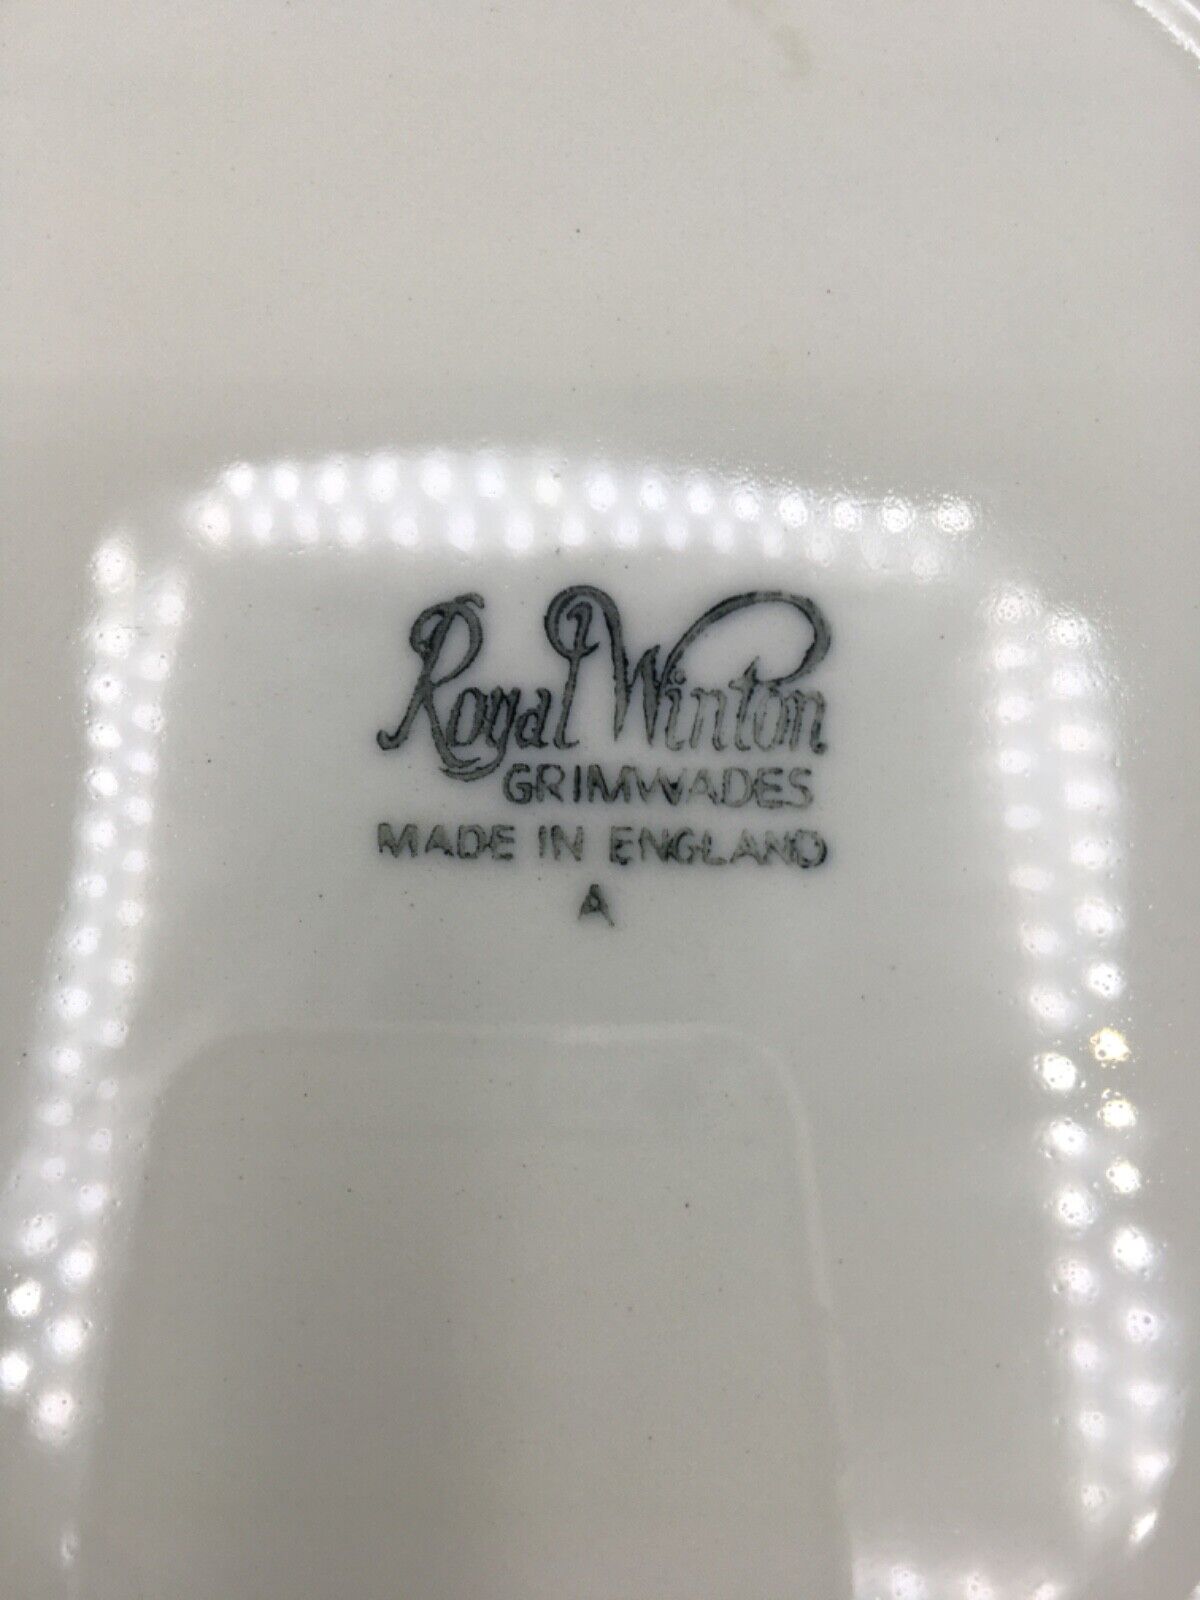 Royal Winton
GRIMWADES
MADE IN ENGLAND
A